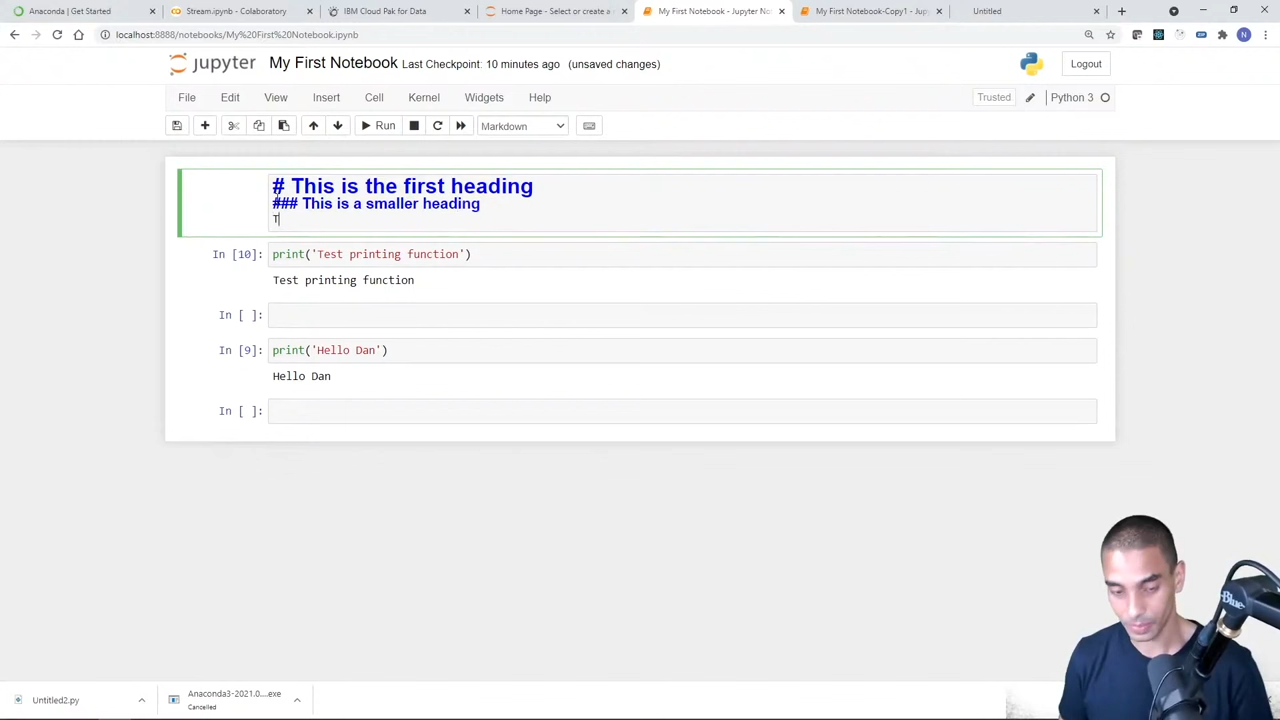 Anaconda | Get Started
Stream.ipynb - Colaboratory
IBM Cloud Pak for Data
Home Page - Select or create a
My First Notebook - Jupyter No
My First Notebook-Copy1 - Jup
Untitled
localhost:8888/notebooks/My%20First%20Notebook.ipynb
ESP
N
jupyter My First Notebook Last Checkpoint: 10 minutes ago (unsaved changes)
Logout
File Edit View Insert Cell Kernel Widgets Help
Trusted
Python 3
Run
Markdown
# This is the first heading
### This is a smaller heading
T
In [10]: print('Test printing function')
Test printing function
In [ ]:
In [9]: print('Hello Dan')
Hello Dan
In [ ]:
Blue
Untitled2.py
Anaconda3-2021.0....exe
Cancelled